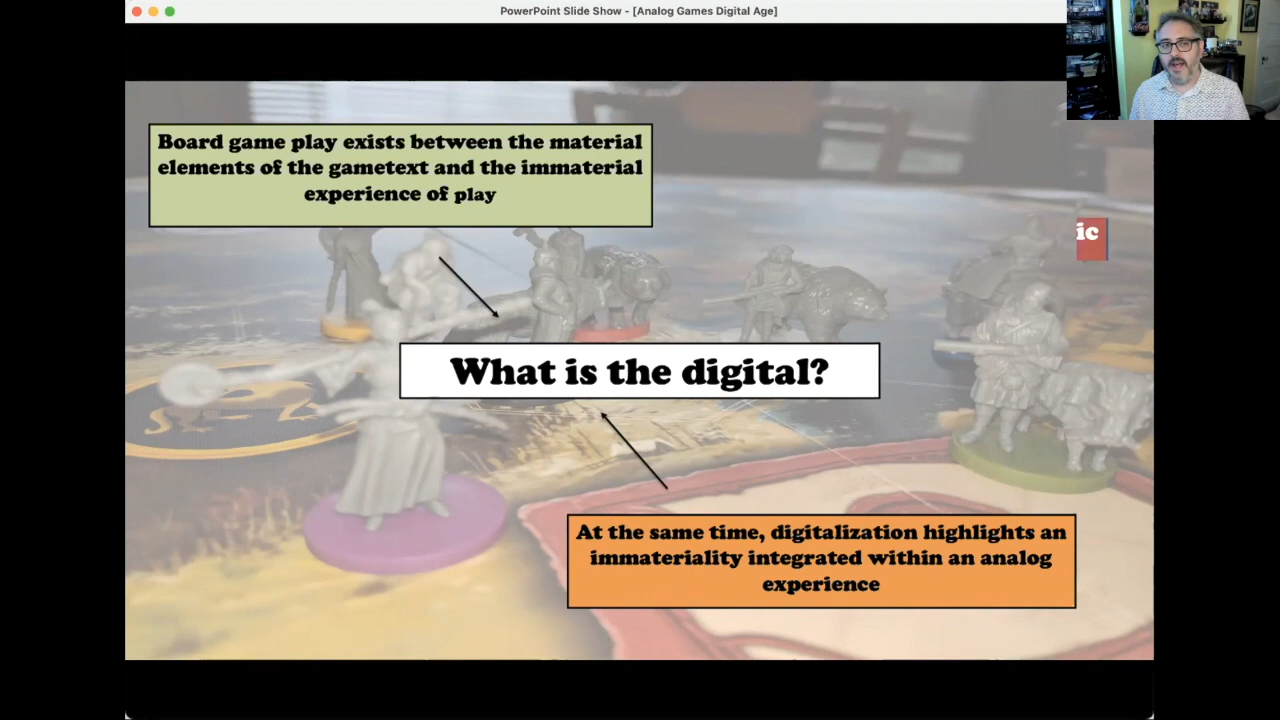 PowerPoint Slide Show - [Analog Games Digital Age]
Board game play exists between the material
elements of the gametext and the immaterial
experience of play
ic
What is the digital?
At the same time, digitalization highlights an
immateriality integrated within an analog
experience